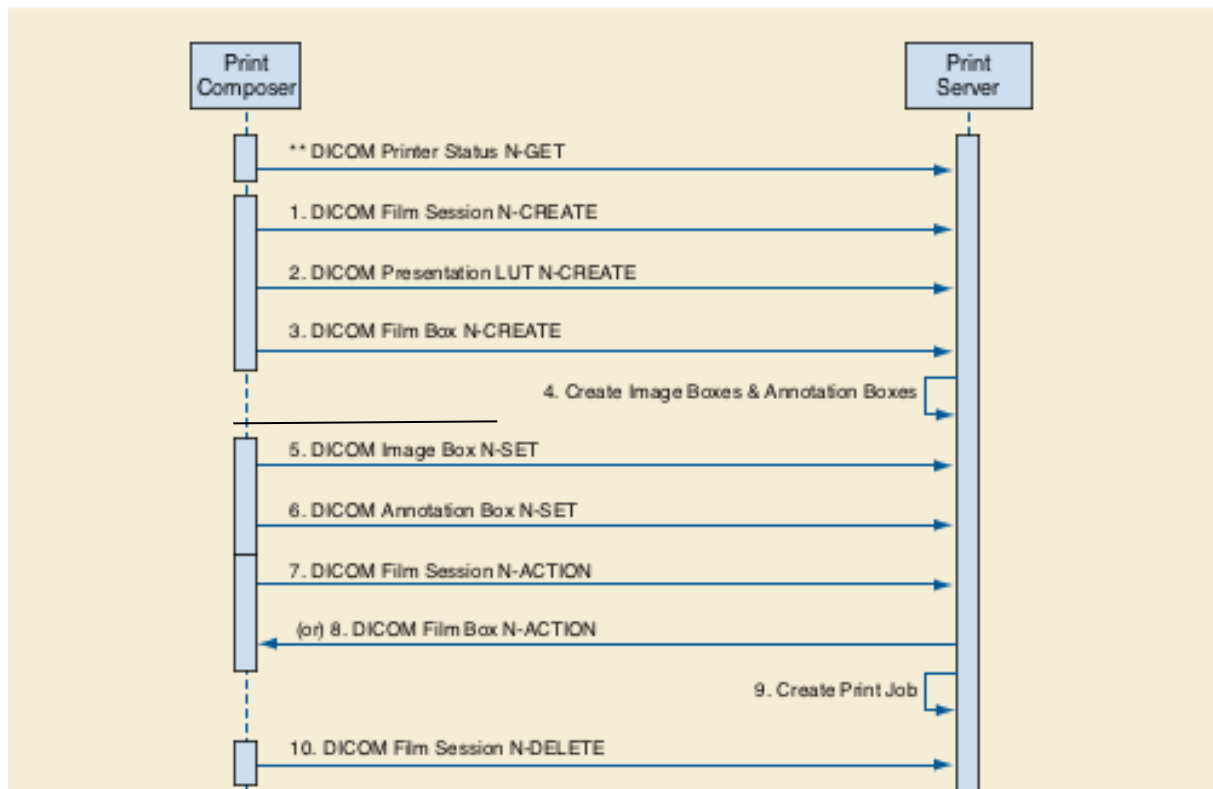 Print
Composer
Print
Server
** DICOM Printer Status N-GET
1. DICOM Film Session N-CREATE
2. DICOM Presentation LUT N-CREATE
3. DICOM Film Box N-CREATE
4. Create Image Boxes & Annotation Boxes
5. DICOM Image Box N-SET
6. DICOM Annotation Box N-SET
7. DICOM Film Session N-ACTION
(or) 8. DICOM Film Box N-ACTION
9. Create Print Job
10. DICOM Film Session N-DELETE